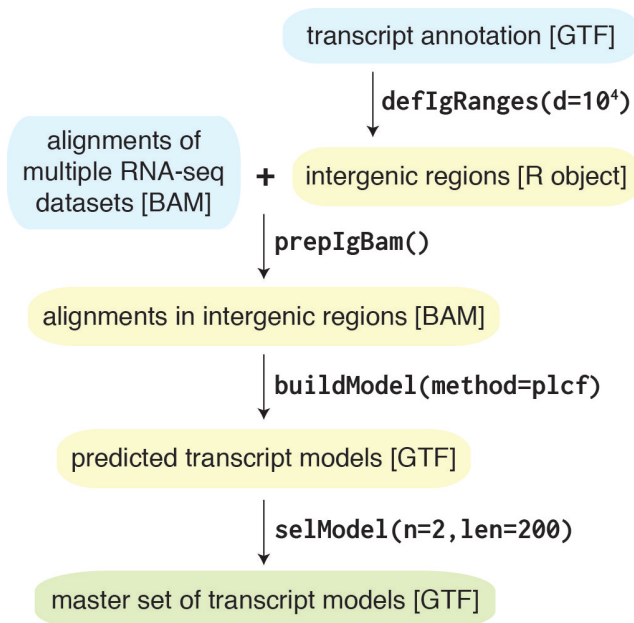 transcript annotation [GTF]
defIgRanges(d=10⁴)
alignments of
multiple RNA-seq
datasets [BAM]
+
intergenic regions [R object]
prepIgBam()
alignments in intergenic regions [BAM]
buildModel(method=plcf)
predicted transcript models [GTF]
selModel(n=2,len=200)
master set of transcript models [GTF]